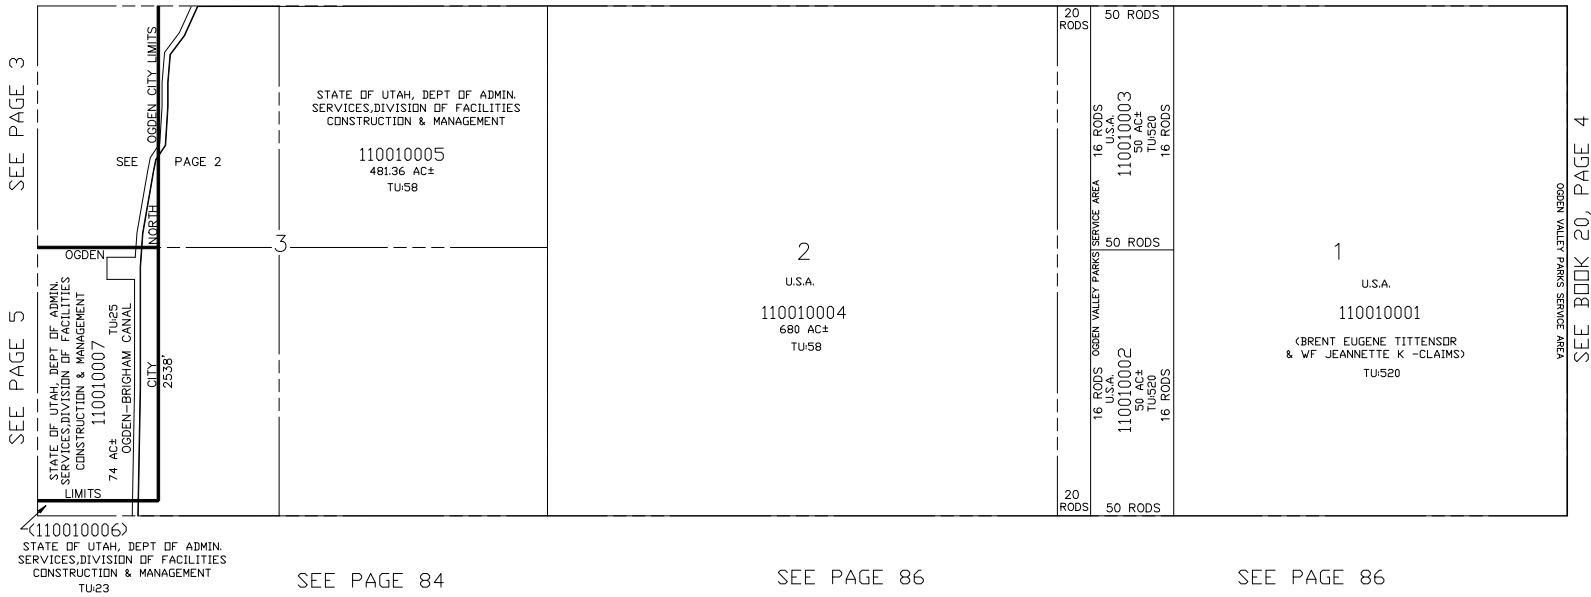 SEE PAGE 3
SEE PAGE 5
OGDEN CITY LIMITS
NORTH
SEE PAGE 2
OGDEN
CITY
LIMITS
2538'
OGDEN-BRIGHAM CANAL
STATE OF UTAH, DEPT OF ADMIN.
SERVICES,DIVISION OF FACILITIES
CONSTRUCTION & MANAGEMENT
110010007
74 AC± TU:25
(110010006)
STATE OF UTAH, DEPT OF ADMIN.
SERVICES,DIVISION OF FACILITIES
CONSTRUCTION & MANAGEMENT
TU:23
STATE OF UTAH, DEPT OF ADMIN.
SERVICES,DIVISION OF FACILITIES
CONSTRUCTION & MANAGEMENT
110010005
481.36 AC±
TU:58
3
2
U.S.A.
110010004
680 AC±
TU:58
20
RODS
50 RODS
16 RODS
U.S.A.
110010003
50 AC±
TU:520
16 RODS
OGDEN VALLEY PARKS SERVICE AREA
50 RODS
16 RODS
U.S.A.
110010002
50 AC±
TU:520
16 RODS
20
RODS
50 RODS
1
U.S.A.
110010001
(BRENT EUGENE TITTENSOR
& WF JEANNETTE K -CLAIMS)
TU:520
OGDEN VALLEY PARKS SERVICE AREA
SEE BOOK 20, PAGE 4
SEE PAGE 84
SEE PAGE 86
SEE PAGE 86